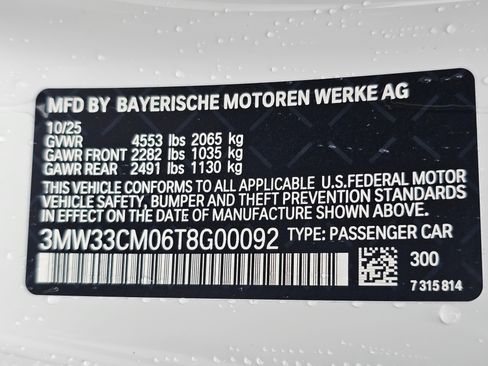 MFD BY BAYERISCHE MOTOREN WERKE AG
10/25
GVWR 4553 lbs 2065 kg
GAWR FRONT 2282 lbs 1035 kg
GAWR REAR 2491 lbs 1130 kg
THIS VEHICLE CONFORMS TO ALL APPLICABLE U.S.FEDERAL MOTOR
VEHICLE SAFETY, BUMPER, AND THEFT PREVENTION STANDARDS
IN EFFECT ON THE DATE OF MANUFACTURE SHOWN ABOVE.
3MW33CM06T8G00092 TYPE: PASSENGER CAR
300
7 315 814